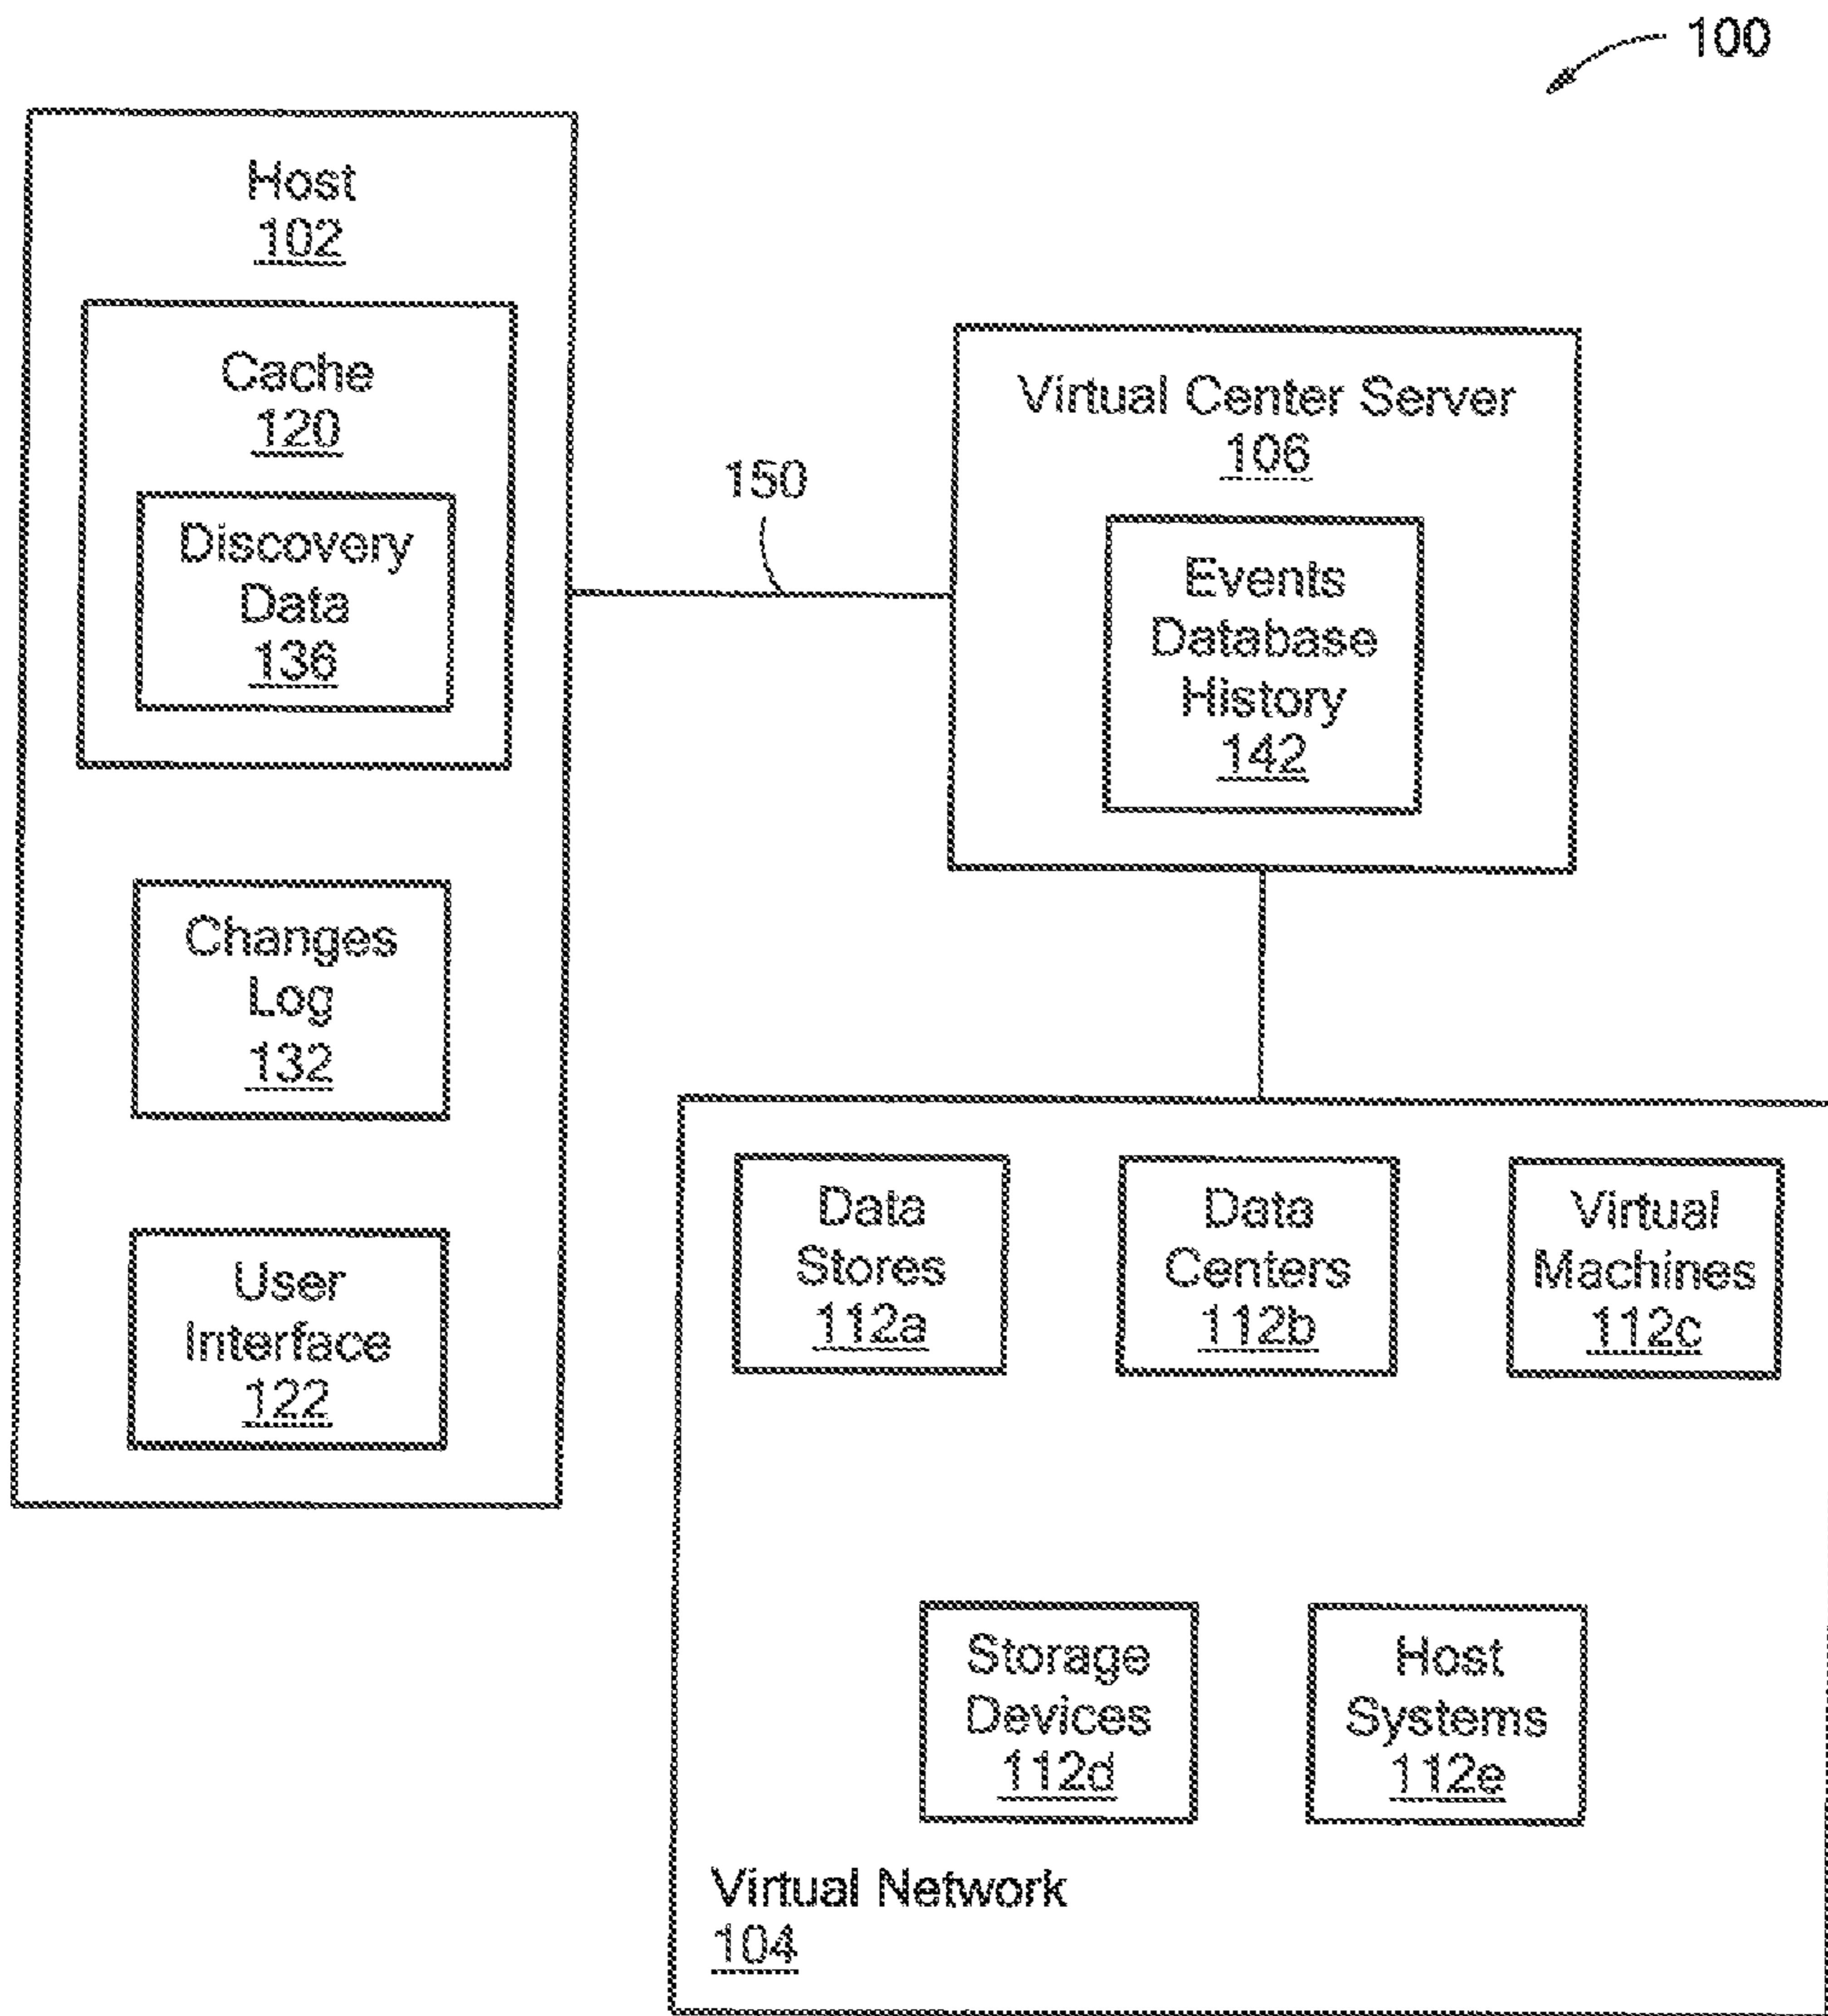 100
Host
102
Cache
120
Discovery
Data
136
Changes
Log
132
User
Interface
122
150
Virtual Center Server
106
Events
Database
History
142
Data
Stores
112a
Data
Centers
112b
Virtual
Machines
112c
Storage
Devices
112d
Host
Systems
112e
Virtual Network
104